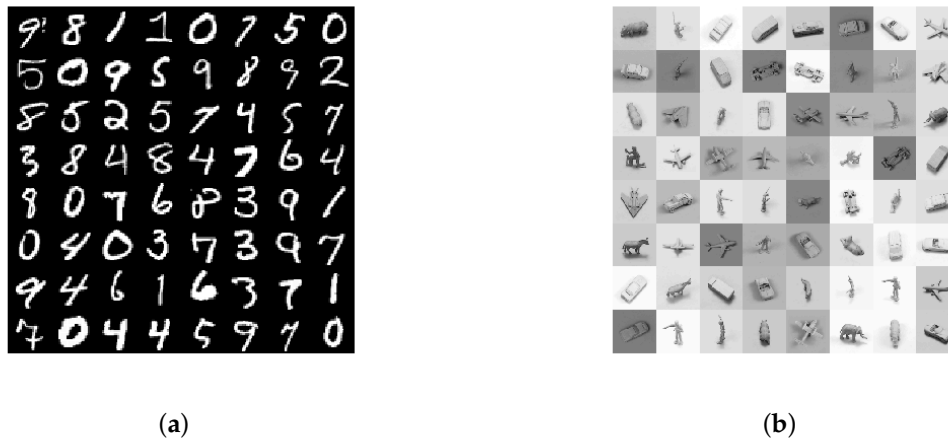 9 8 1 1 0 7 5 0
5 0 9 5 9 8 9 2
8 5 2 5 7 4 5 7
3 8 4 8 4 7 6 4
8 0 7 6 8 3 9 1
0 4 0 3 7 3 9 7
9 4 6 1 6 3 7 1
7 0 4 4 5 9 7 0
(a) (b)